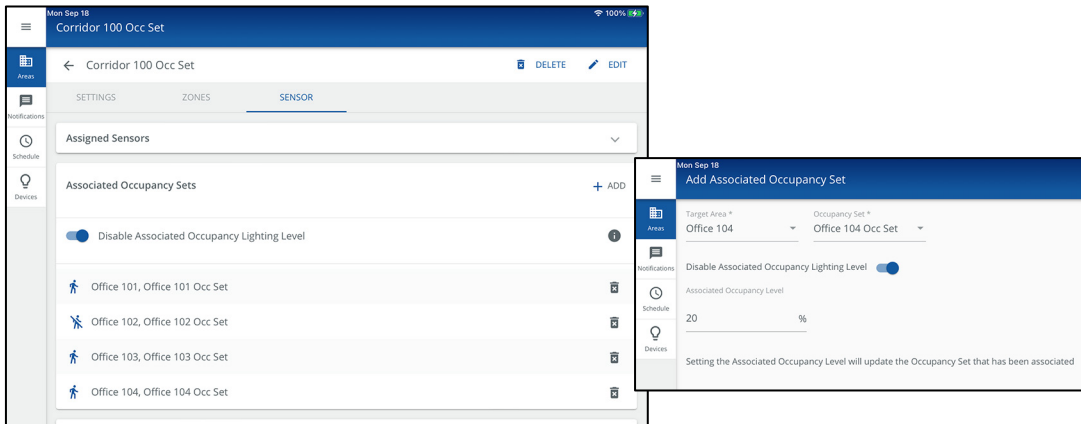 Mon Sep 18
100%
Corridor 100 Occ Set
Corridor 100 Occ Set
DELETE
EDIT
Areas
Notifications
Schedule
Devices
SETTINGS
ZONES
SENSOR
Assigned Sensors
Associated Occupancy Sets
+ ADD
Disable Associated Occupancy Lighting Level
Office 101, Office 101 Occ Set
Office 102, Office 102 Occ Set
Office 103, Office 103 Occ Set
Office 104, Office 104 Occ Set
Mon Sep 18
Add Associated Occupancy Set
Areas
Notifications
Schedule
Devices
Target Area *
Office 104
Occupancy Set *
Office 104 Occ Set
Disable Associated Occupancy Lighting Level
Associated Occupancy Level
20 %
Setting the Associated Occupancy Level will update the Occupancy Set that has been associated